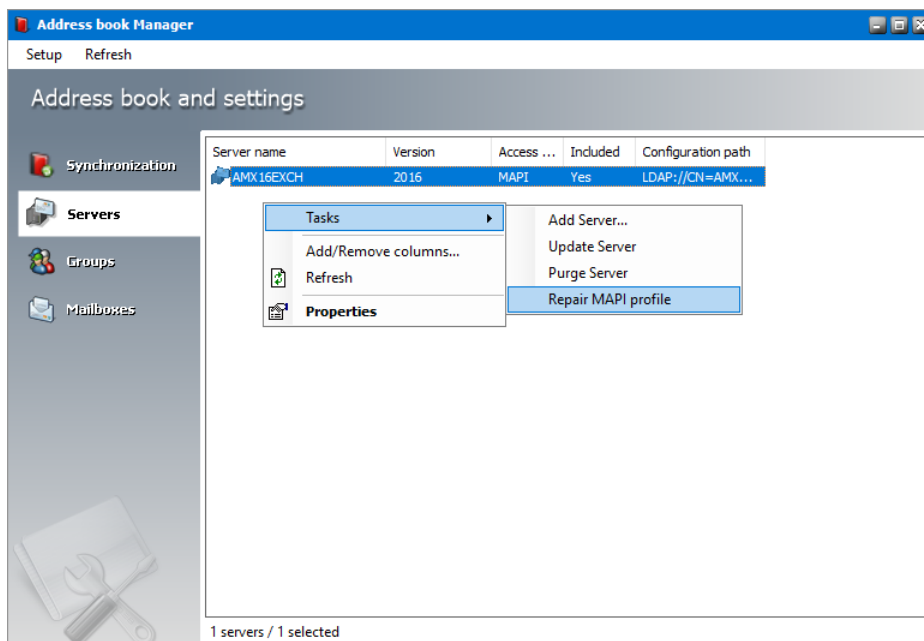 Address book Manager
Setup Refresh
Address book and settings
Synchronization
Servers
Groups
Mailboxes
Server name Version Access ... Included Configuration path
AMX16EXCH 2016 MAPI Yes LDAP://CN=AMX...
Tasks
Add/Remove columns...
Refresh
Properties
Add Server...
Update Server
Purge Server
Repair MAPI profile
1 servers / 1 selected